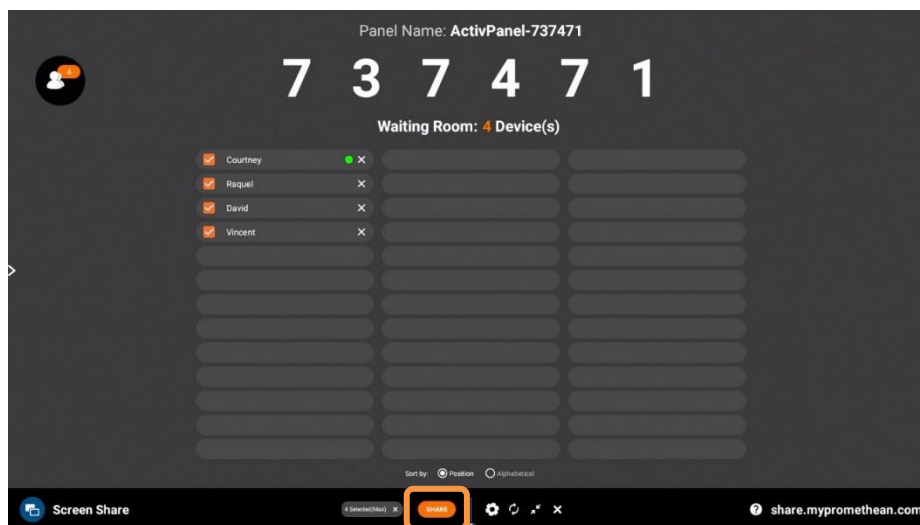 Panel Name: ActivPanel-737471
4
7 3 7 4 7 1
Waiting Room: 4 Device(s)
Courtney
Raquel
David
Vincent
Sort by: Position Alphabetical
Screen Share
4 Selected(Max) X
SHARE
? share.mypromethean.com